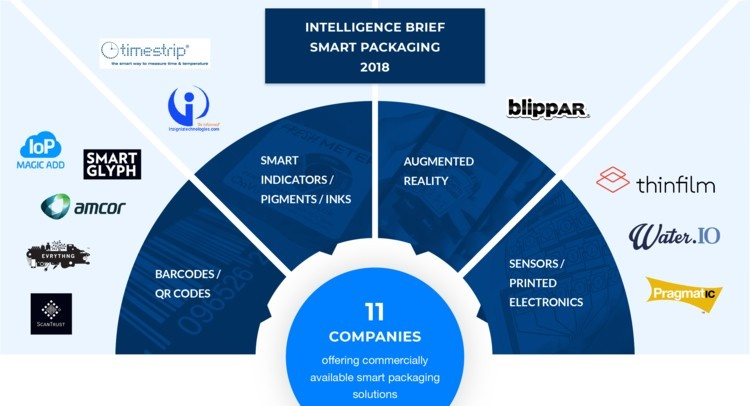 INTELLIGENCE BRIEF
SMART PACKAGING
2018
timestrip®
the smart way to measure time & temperature
insigniatechnologies.com
IoP
MAGIC ADD
SMART
GLYPH
amcor
EVRYTHNG
SCANTRUST
blippAR
thinfilm
Water.IO
PragmatIC
SMART
INDICATORS /
PIGMENTS / INKS
AUGMENTED
REALITY
BARCODES /
QR CODES
SENSORS /
PRINTED
ELECTRONICS
11
COMPANIES
offering commercially
available smart packaging
solutions